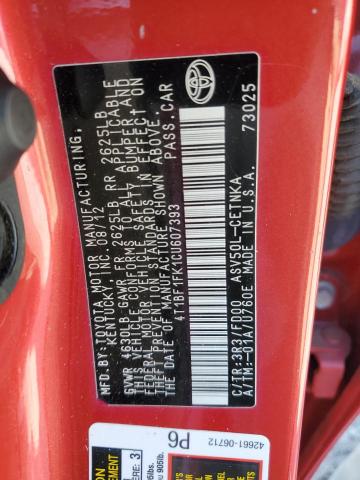 MFD.BY:TOYOTA MOTOR MANUFACTURING,
KENTUCKY, INC. 08/12
GVWR 4630LB GAWR FR 2625LB RR 2625LB
THIS VEHICLE CONFORMS TO ALL APPLICABLE
FEDERAL MOTOR VEHICLE SAFETY, BUMPER, AND
THEFT PREVENTION STANDARDS IN EFFECT ON
THE DATE OF MANUFACTURE SHOWN ABOVE.
4T1BF1FK1CU607393 PASS.CAR
C/TR:3R3/FD00 ASV50L-CETNKA
A/TM:-01A/U760E MADE IN U.S.A. 73025
P6
42661-06712